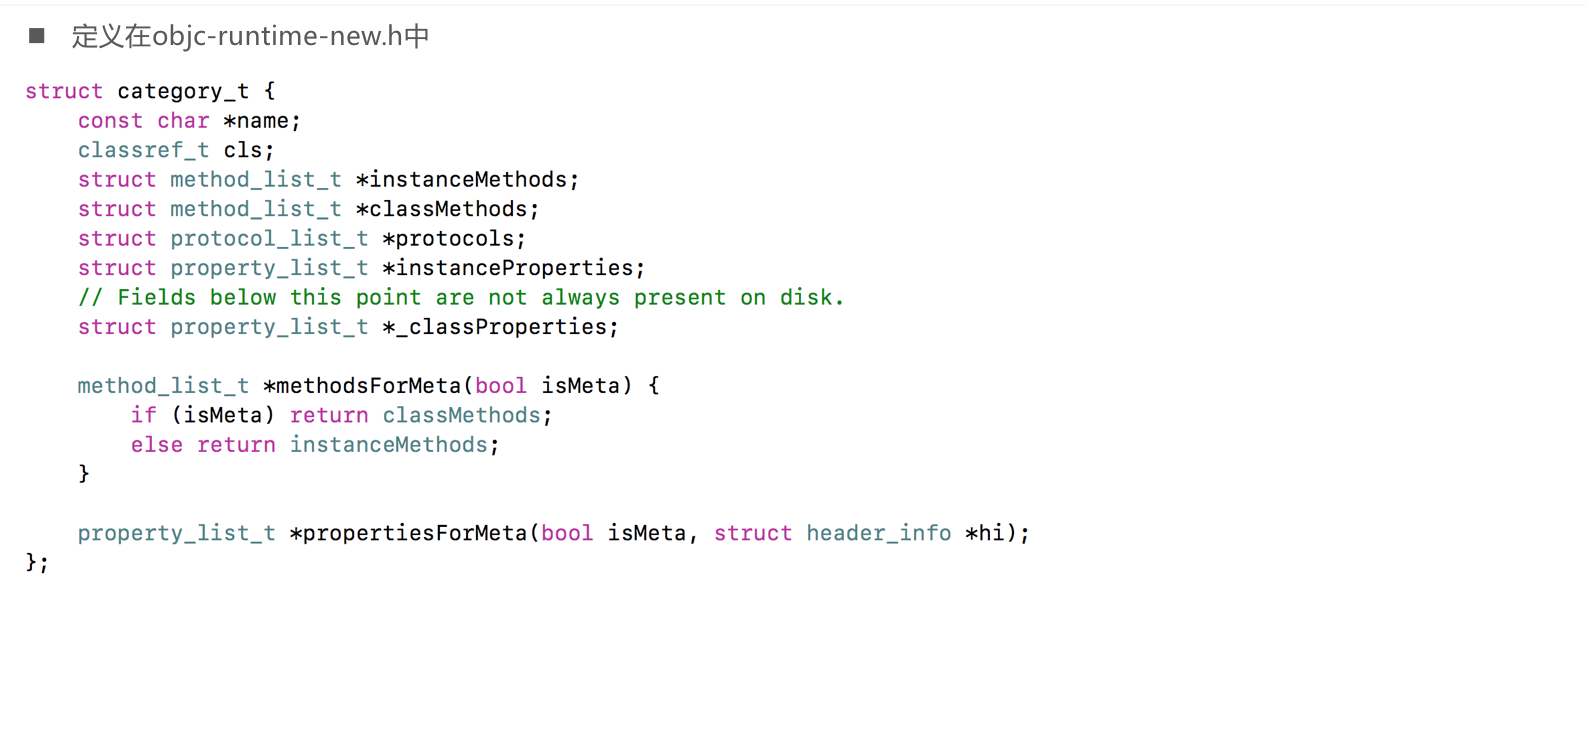 ■ 定义在objc-runtime-new.h中
struct category_t {
    const char *name;
    classref_t cls;
    struct method_list_t *instanceMethods;
    struct method_list_t *classMethods;
    struct protocol_list_t *protocols;
    struct property_list_t *instanceProperties;
    // Fields below this point are not always present on disk.
    struct property_list_t *_classProperties;

    method_list_t *methodsForMeta(bool isMeta) {
        if (isMeta) return classMethods;
        else return instanceMethods;
    }

    property_list_t *propertiesForMeta(bool isMeta, struct header_info *hi);
};